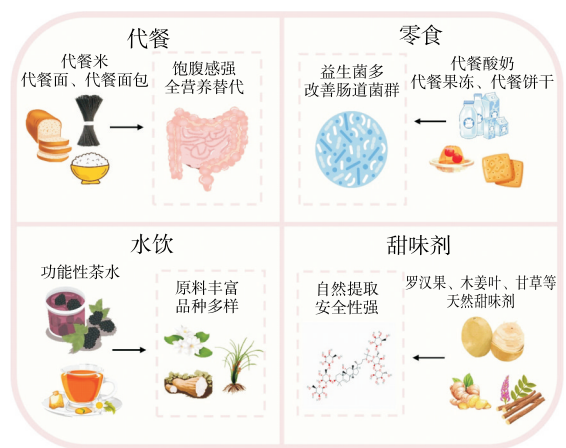 代餐
代餐米
代餐面、代餐面包
饱腹感强
全营养替代
零食
益生菌多
改善肠道菌群
代餐酸奶
代餐果冻、代餐饼干
水饮
功能性茶水
原料丰富
品种多样
甜味剂
自然提取
安全性强
罗汉果、木姜叶、甘草等
天然甜味剂